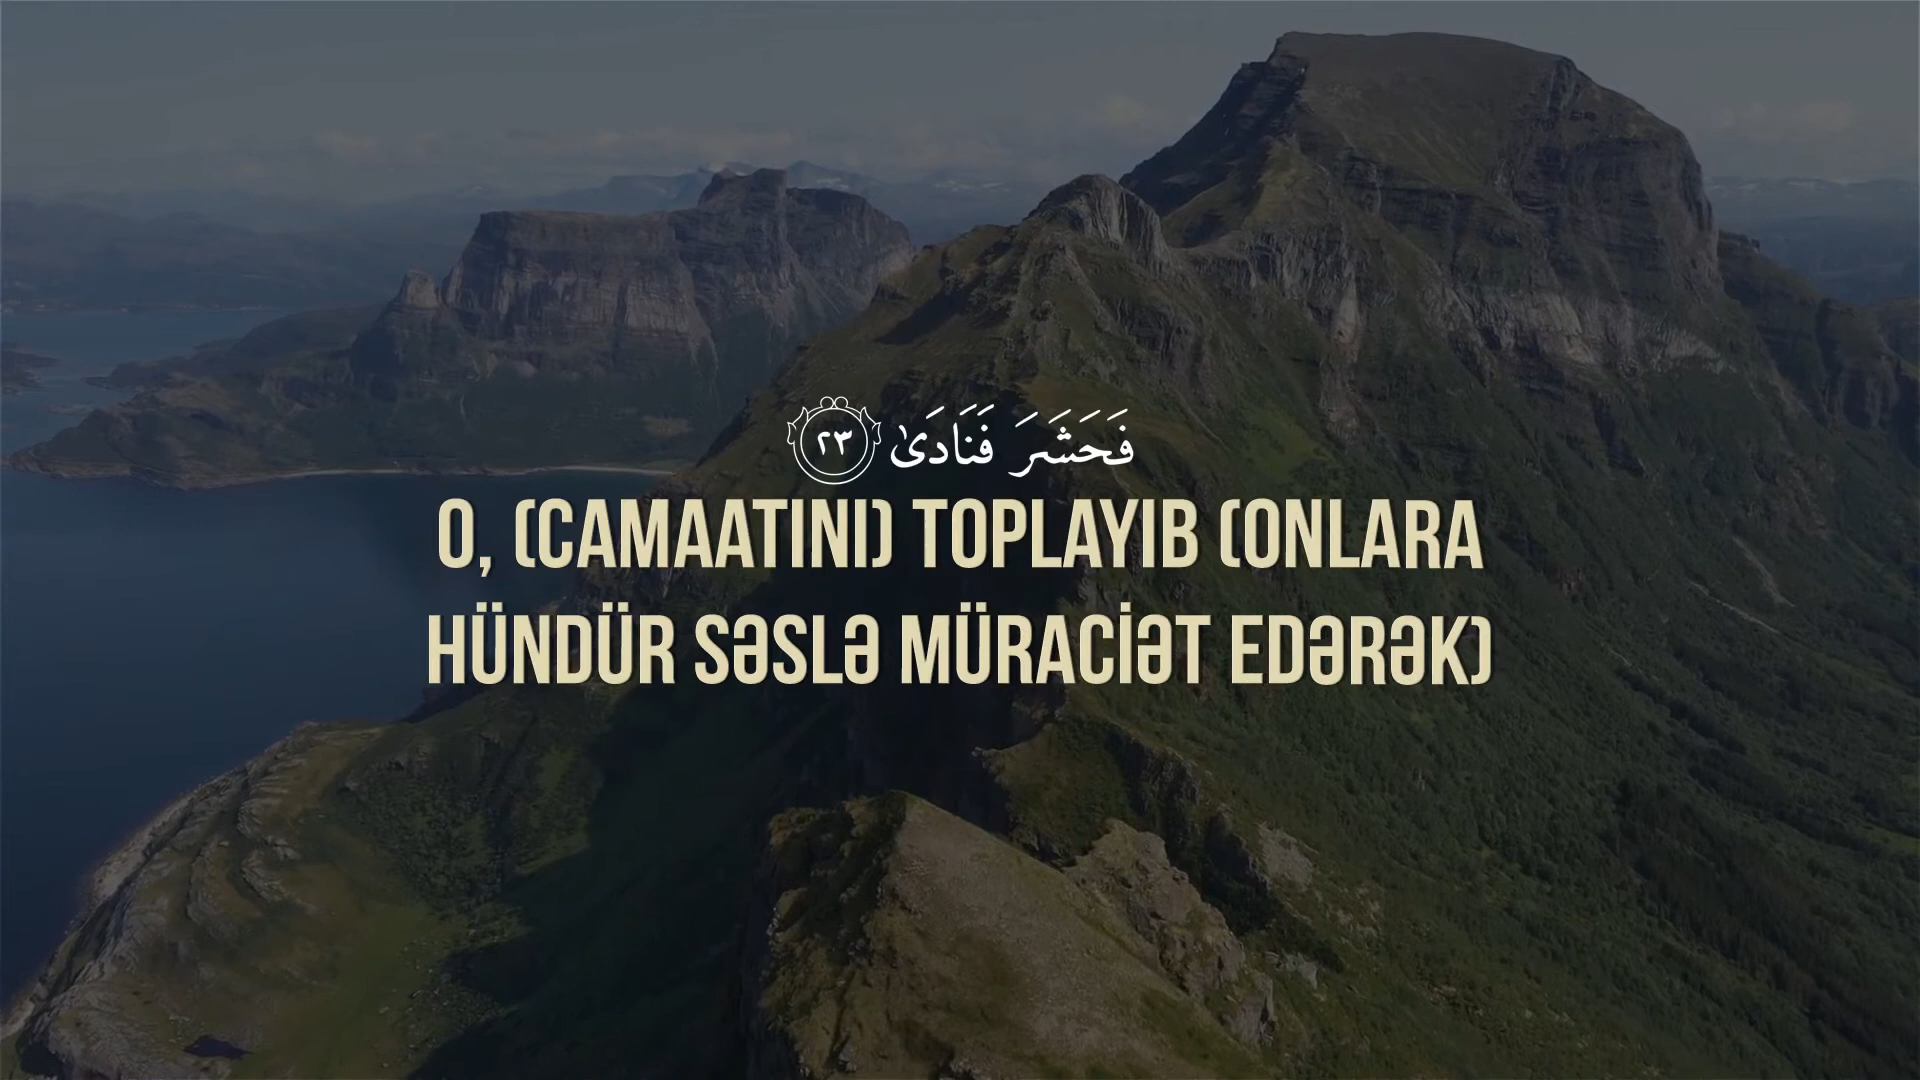 فَحَشَرَ فَنَادَىٰ ٢٣
O, (CAMAATINI) TOPLAYIB (ONLARA
HÜNDÜR SƏSLƏ MÜRACİƏT EDƏRƏK)